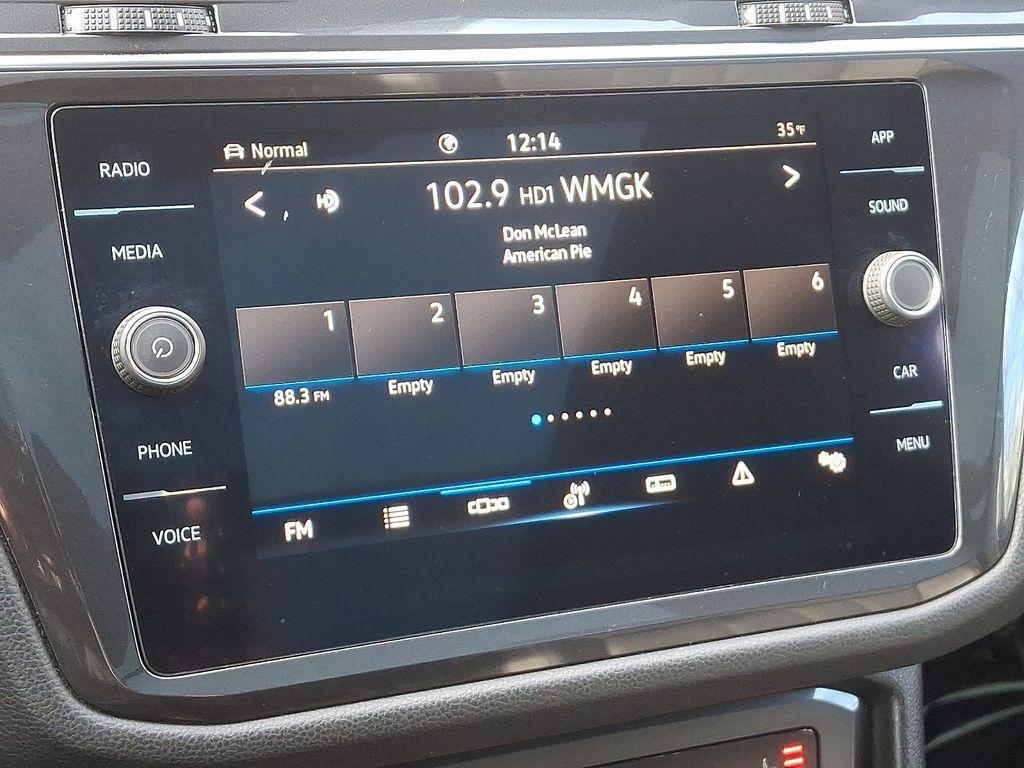 Normal 12:14 35°F
RADIO
MEDIA
PHONE
VOICE
102.9 HD1 WMGK
Don McLean
American Pie
1 2 3 4 5 6
88.3 FM Empty Empty Empty Empty Empty
FM
APP
SOUND
CAR
MENU